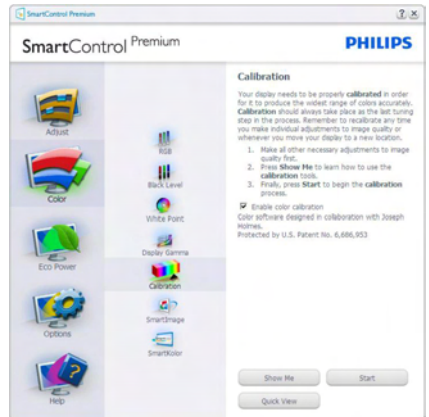 SmartControl Premium
SmartControl Premium
PHILIPS
Adjust
Color
Eco Power
Options
Help
RGB
Black Level
White Point
Display Gamma
Calibration
SmartImage
SmartKolor
Calibration
Your display needs to be properly calibrated in order
for it to produce the widest range of colors accurately.
Calibration should always take place as the last tuning
step in the process. Remember to recalibrate any time
you make individual adjustments to image quality or
whenever you move your display to a new location.
1. Make all other necessary adjustments to image
quality first.
2. Press Show Me to learn how to use the
calibration tools.
3. Finally, press Start to begin the calibration
process.
Enable color calibration
Color software designed in collaboration with Joseph
Holmes.
Protected by U.S. Patent No. 6,686,953
Show Me
Start
Quick View